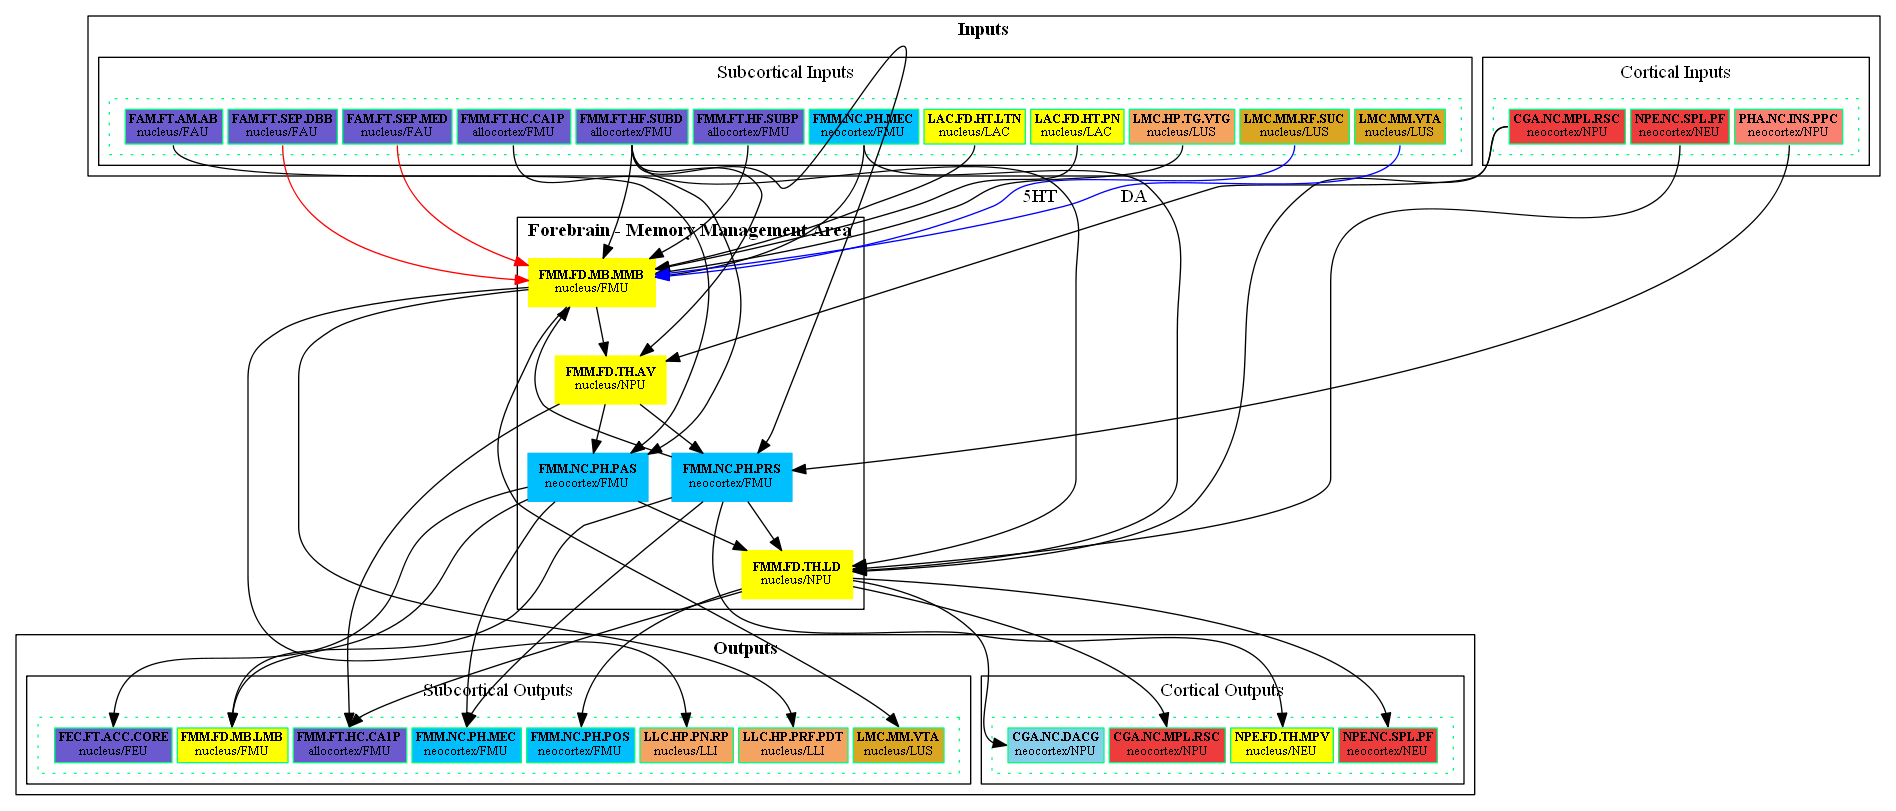 Inputs
Subcortical Inputs
Cortical Inputs
FAM.FT.AM.AB
nucleus/FAU
FAM.FT.SEP.DBB
nucleus/FAU
FAM.FT.SEP.MED
nucleus/FAU
FMM.FT.HC.CA1P
allocortex/FMU
FMM.FT.HF.SUBD
allocortex/FMU
FMM.FT.HF.SUBP
allocortex/FMU
FMM.NC.PH.MEC
neocortex/FMU
LAC.FD.HT.LTN
nucleus/LAC
LAC.FD.HT.PN
nucleus/LAC
LMC.HP.TG.VTG
nucleus/LUS
LMC.MM.RF.SUC
nucleus/LUS
LMC.MM.VTA
nucleus/LUS
CGA.NC.MPL.RSC
neocortex/NPU
NPE.NC.SPL.PF
neocortex/NEU
PHA.NC.INS.PPC
neocortex/NPU
5HT
DA
Forebrain - Memory Management Area
FMM.FD.MB.MMB
nucleus/FMU
FMM.FD.TH.AV
nucleus/NPU
FMM.NC.PH.PAS
neocortex/FMU
FMM.NC.PH.PRS
neocortex/FMU
FMM.FD.TH.LD
nucleus/NPU
Outputs
Subcortical Outputs
Cortical Outputs
FEC.FT.ACC.CORE
nucleus/FEU
FMM.FD.MB.LMB
nucleus/FMU
FMM.FT.HC.CA1P
allocortex/FMU
FMM.NC.PH.MEC
neocortex/FMU
FMM.NC.PH.POS
neocortex/FMU
LLC.HP.PN.RP
nucleus/LLI
LLC.HP.PRF.PDT
nucleus/LLI
LMC.MM.VTA
nucleus/LUS
CGA.NC.DACG
neocortex/NPU
CGA.NC.MPL.RSC
neocortex/NPU
NPE.FD.TH.MPV
nucleus/NEU
NPE.NC.SPL.PF
neocortex/NEU